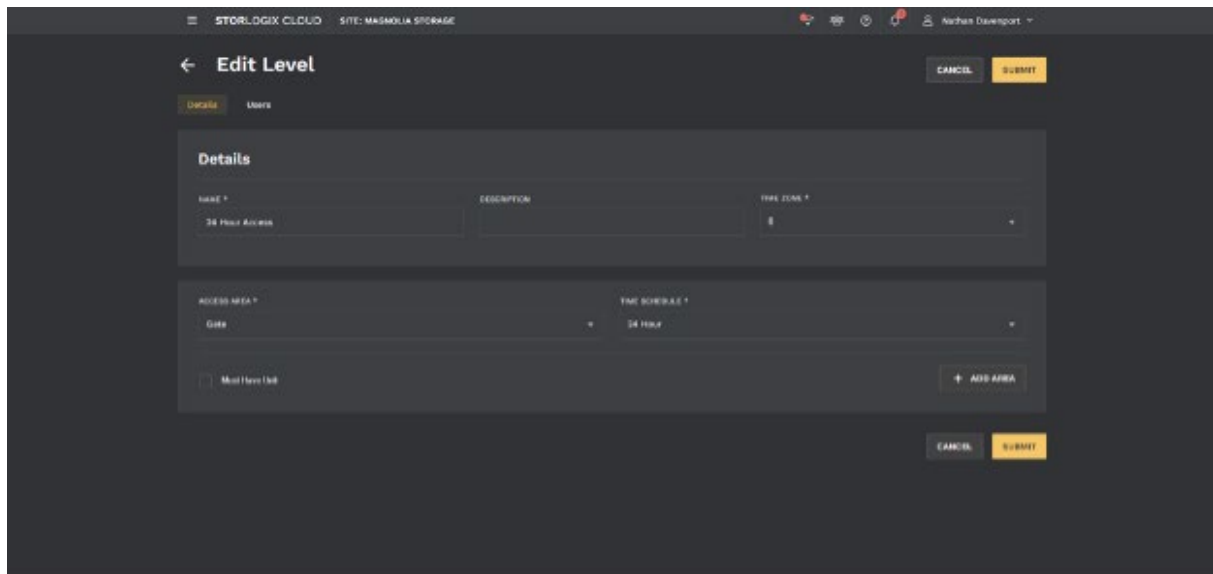 STORLOGIX CLOUD SITE: MAGNOLIA STORAGE Nathan Davenport
Edit Level
CANCEL SUBMIT
Details Users
Details
NAME * DESCRIPTION TIME ZONE *
24 Hour Access
ACCESS AREA * TIME SCHEDULE *
Gate 24 Hour
Must Have Unit + ADD AREA
CANCEL SUBMIT